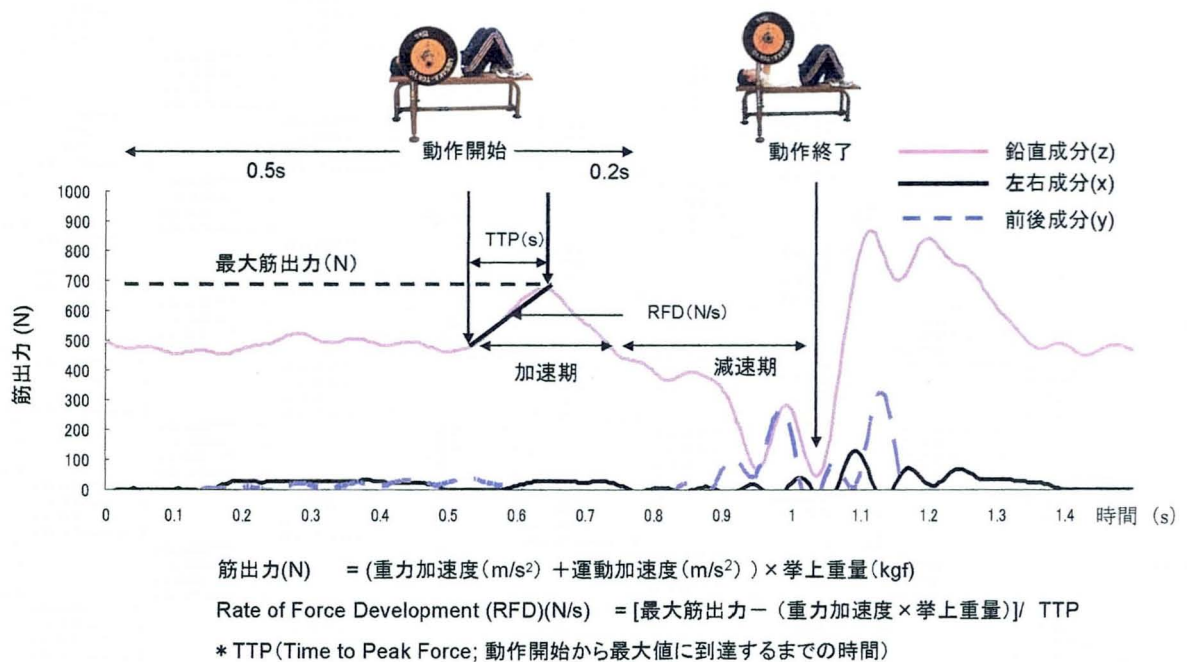 動作開始
動作終了
0.5s
0.2s
鉛直成分(z)
左右成分(x)
前後成分(y)
1000
900
800
700
600
500
400
300
200
100
0
筋出力 (N)
TTP(s)
最大筋出力(N)
RFD(N/s)
加速期
減速期
0 0.1 0.2 0.3 0.4 0.5 0.6 0.7 0.8 0.9 1 1.1 1.2 1.3 1.4 時間 (s)
筋出力(N) = (重力加速度(m/s²) +運動加速度(m/s²) )×挙上重量(kgf)
Rate of Force Development (RFD)(N/s) = [最大筋出力ー (重力加速度×挙上重量)]/ TTP
*TTP(Time to Peak Force; 動作開始から最大値に到達するまでの時間)